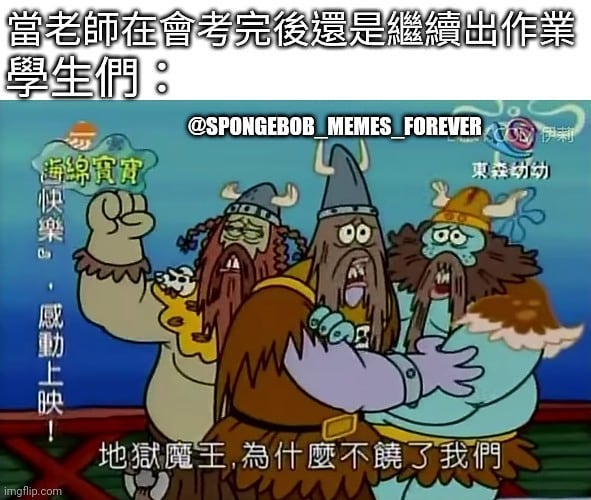 當老師在會考完後還是繼續出作業
學生們：
@SPONGEBOB_MEMES_FOREVER
伊莉
海綿寶寶
東森幼幼
快樂』，感動上映！
地獄魔王,為什麼不饒了我們
imgflip.com